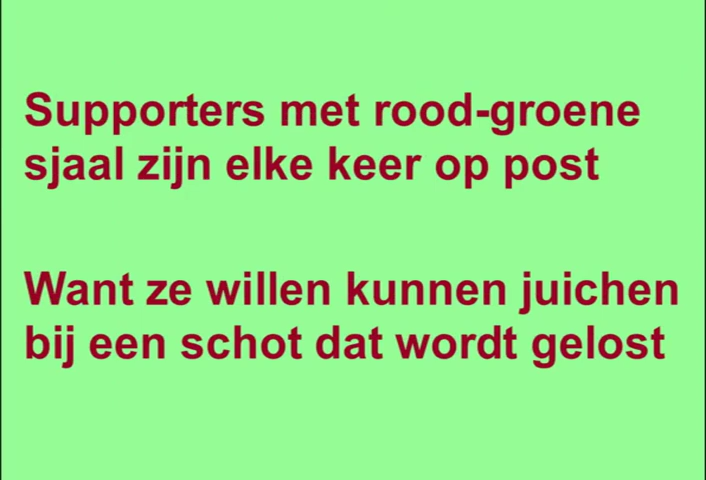 Supporters met rood-groene
sjaal zijn elke keer op post
Want ze willen kunnen juichen
bij een schot dat wordt gelost